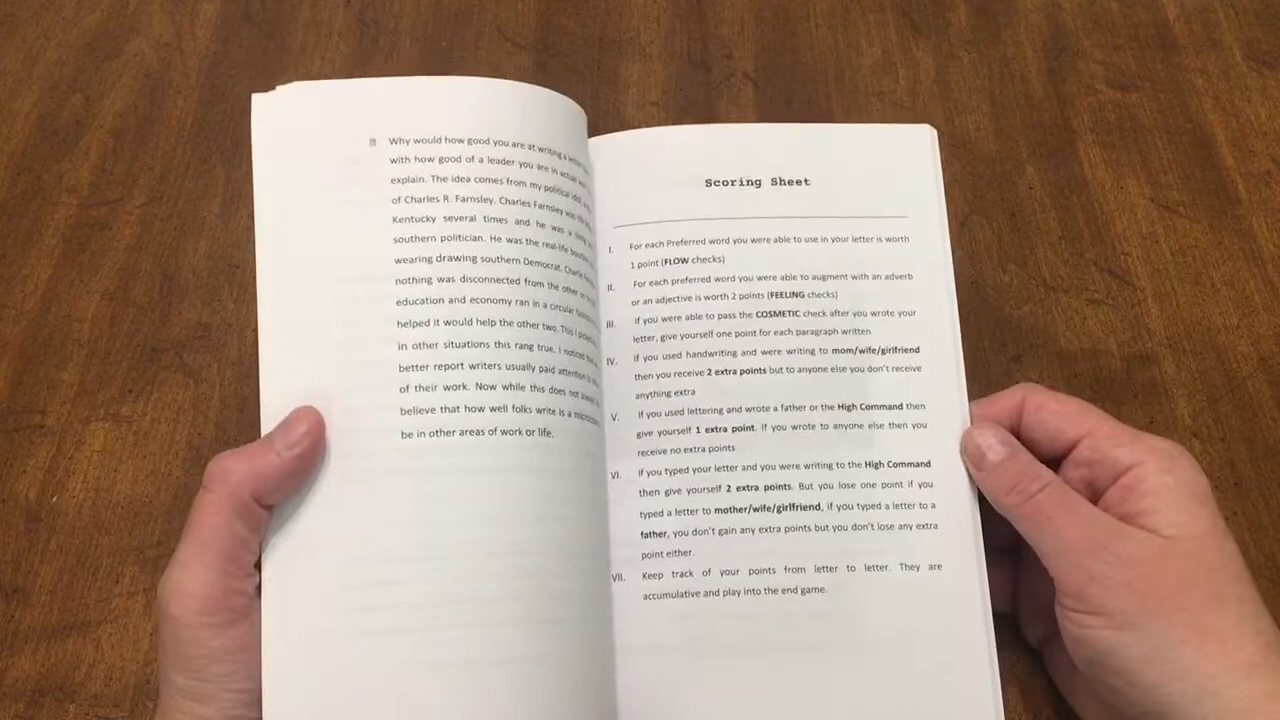 Why would how good you are at writing a letter
with how good of a leader you are in actual
explain. The idea comes from my political idol,
of Charles R. Farnsley. Charles Farnsley was the
Kentucky several times and he was a
southern politician. He was the real-life
wearing drawing southern Democrat. Charlie
nothing was disconnected from the other
education and economy ran in a circular
helped it would help the other two. This I
in other situations this rang true. I noticed
better report writers usually paid attention
of their work. Now while this does not
believe that how well folks write is a
be in other areas of work or life.
Scoring Sheet
I. For each Preferred word you were able to use in your letter is worth
1 point (FLOW checks)
II. For each preferred word you were able to augment with an adverb
or an adjective is worth 2 points (FEELING checks)
III. If you were able to pass the COSMETIC check after you wrote your
letter, give yourself one point for each paragraph written
IV. If you used handwriting and were writing to mom/wife/girlfriend
then you receive 2 extra points but to anyone else you don't receive
anything extra
V. If you used lettering and wrote a father or the High Command then
give yourself 1 extra point. If you wrote to anyone else then you
receive no extra points
VI. If you typed your letter and you were writing to the High Command
then give yourself 2 extra points. But you lose one point if you
typed a letter to mother/wife/girlfriend, if you typed a letter to a
father, you don't gain any extra points but you don't lose any extra
point either.
VII. Keep track of your points from letter to letter. They are
accumulative and play into the end game.